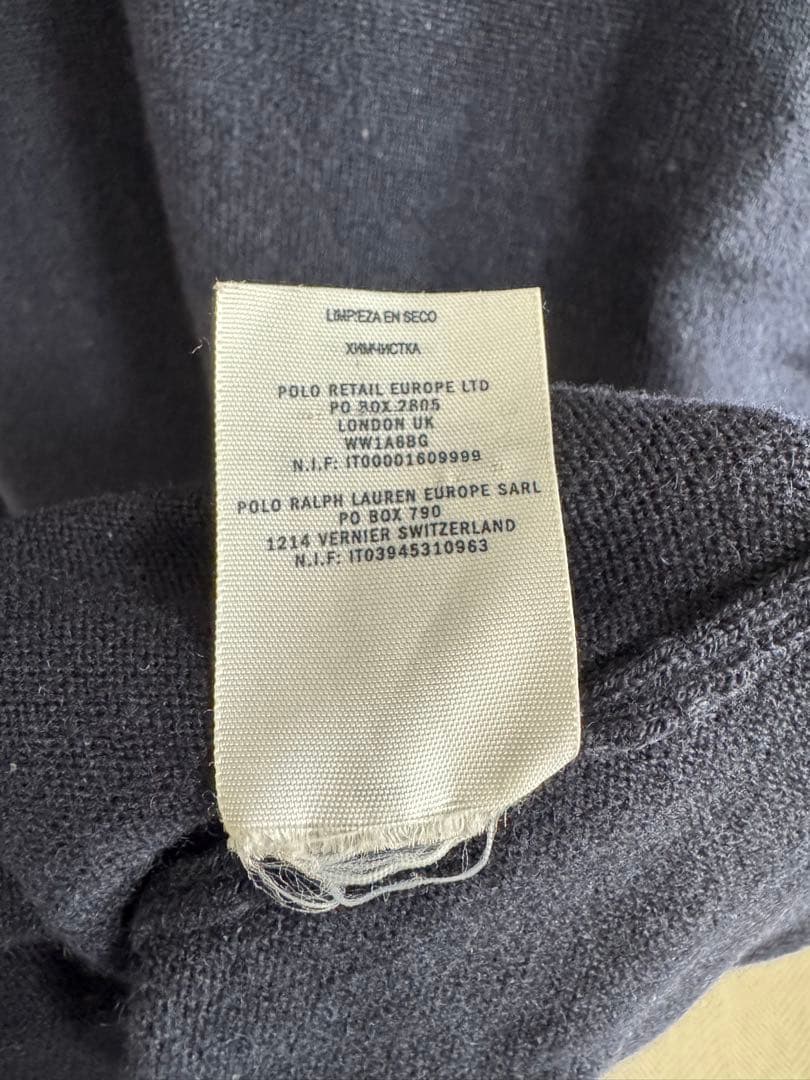 LIMPIEZA EN SECO
ХИМЧИСТКА
POLO RETAIL EUROPE LTD
PO BOX 2805
LONDON UK
WW1A6BG
N.I.F: IT00001609999
POLO RALPH LAUREN EUROPE SARL
PO BOX 790
1214 VERNIER SWITZERLAND
N.I.F: IT03945310963